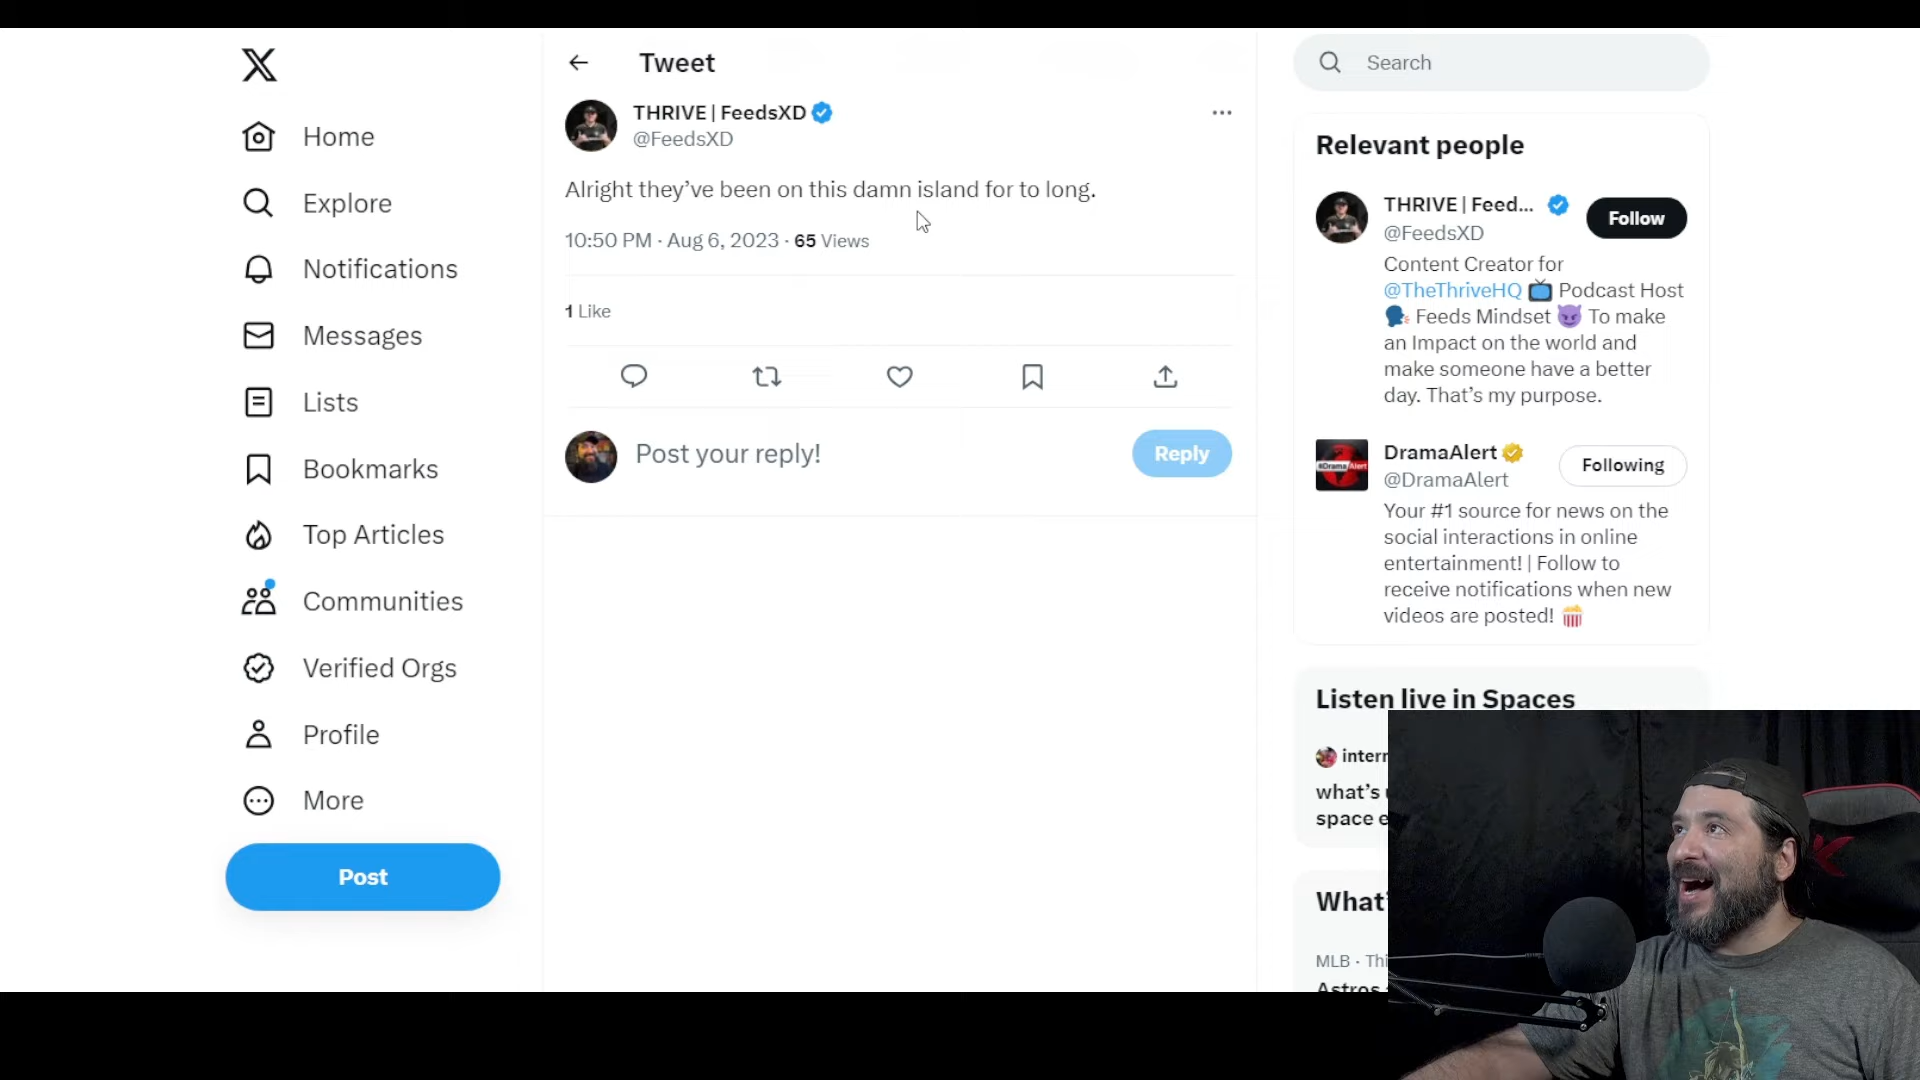 Home
Explore
Notifications
Messages
Lists
Bookmarks
Top Articles
Communities
Verified Orgs
Profile
More
Post
Tweet
THRIVE | FeedsXD
@FeedsXD
Alright they’ve been on this damn island for to long.
10:50 PM · Aug 6, 2023 · 65 Views
1 Like
Post your reply!
Reply
Search
Relevant people
THRIVE | Feed...
@FeedsXD
Follow
Content Creator for
@TheThriveHQ 📺 Podcast Host
🗣️ Feeds Mindset 😈 To make
an Impact on the world and
make someone have a better
day. That’s my purpose.
#DramaAlert
DramaAlert
@DramaAlert
Following
Your #1 source for news on the
social interactions in online
entertainment! | Follow to
receive notifications when new
videos are posted! 🍿
Listen live in Spaces
what’s
space
MLB ·
Astros